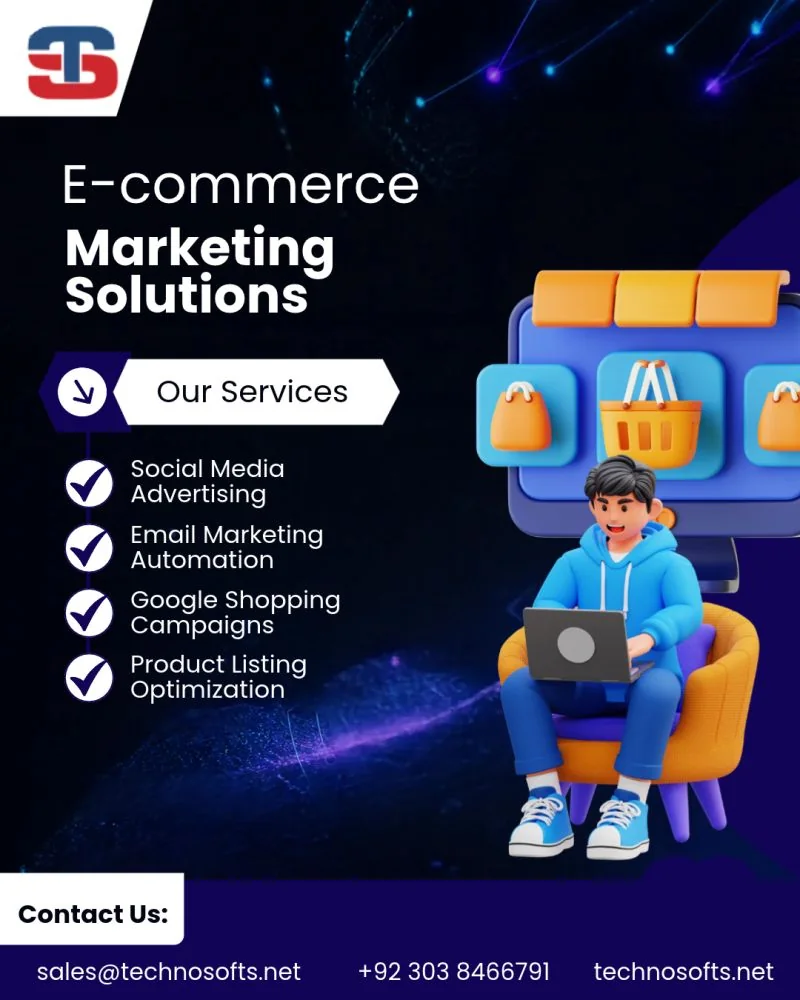 TS
E-commerce
Marketing
Solutions
Our Services
Social Media
Advertising
Email Marketing
Automation
Google Shopping
Campaigns
Product Listing
Optimization
Contact Us:
sales@technosofts.net +92 303 8466791 technosofts.net